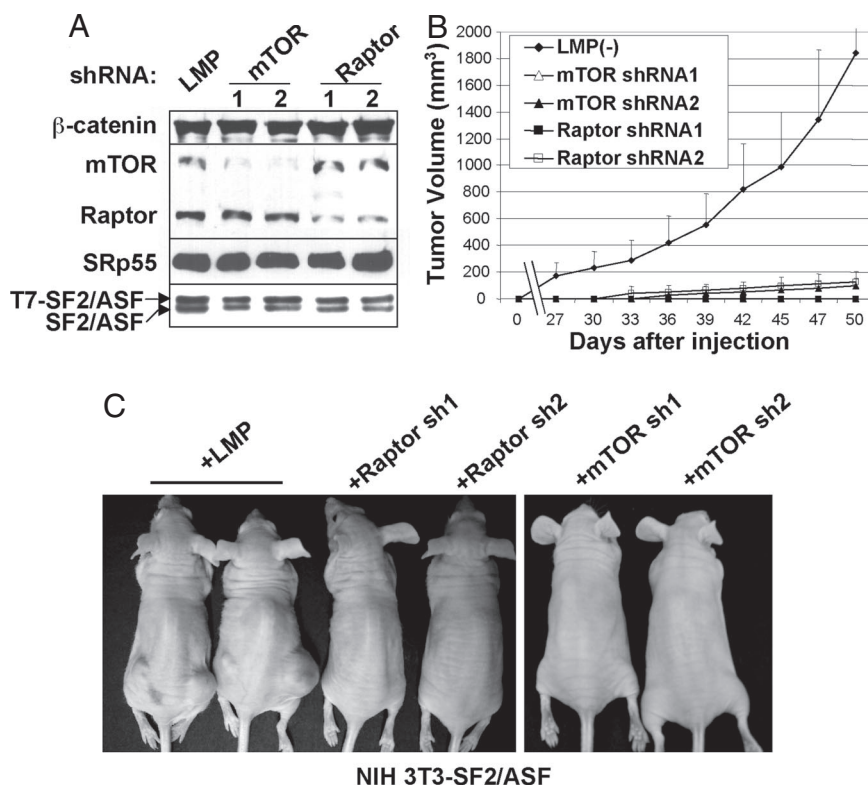 A
shRNA:
LMP
mTOR
Raptor
1 2 1 2
β-catenin
mTOR
Raptor
SRp55
T7-SF2/ASF
SF2/ASF
B
Tumor Volume (mm³)
2000
1800
1600
1400
1200
1000
800
600
400
200
0
LMP(-)
mTOR shRNA1
mTOR shRNA2
Raptor shRNA1
Raptor shRNA2
0 27 30 33 36 39 42 45 47 50
Days after injection
C
+LMP
+Raptor sh1
+Raptor sh2
+mTOR sh1
+mTOR sh2
NIH 3T3-SF2/ASF